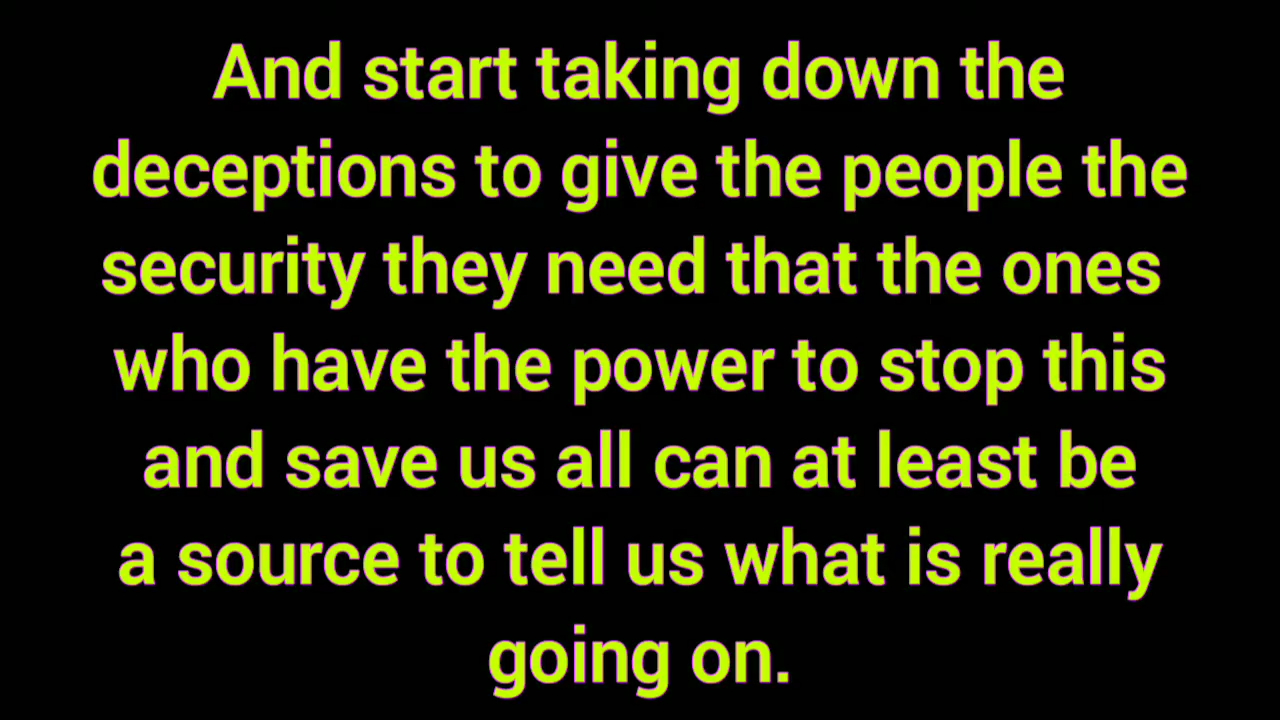 And start taking down the
deceptions to give the people the
security they need that the ones
who have the power to stop this
and save us all can at least be
a source to tell us what is really
going on.